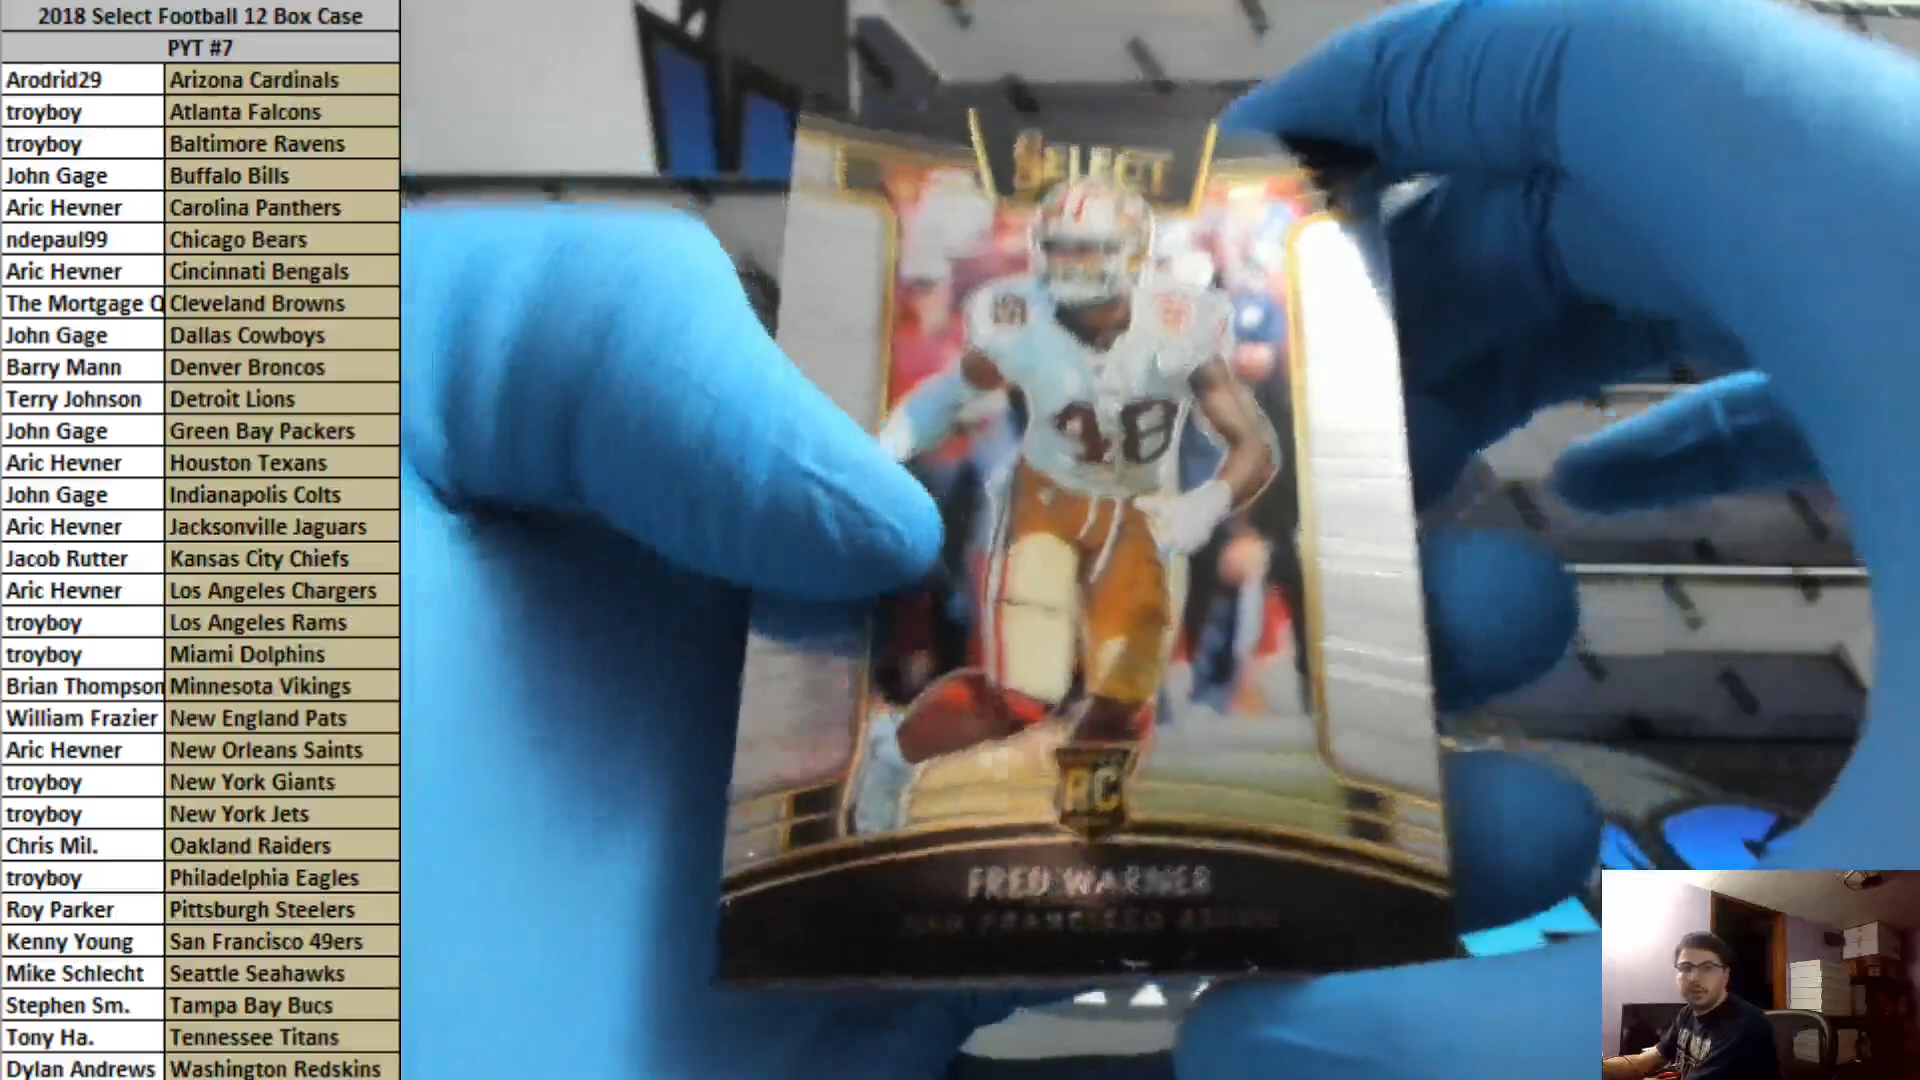 2018 Select Football 12 Box Case
PYT #7
Arodrid29 Arizona Cardinals
troyboy Atlanta Falcons
troyboy Baltimore Ravens
John Gage Buffalo Bills
Aric Hevner Carolina Panthers
ndepaul99 Chicago Bears
Aric Hevner Cincinnati Bengals
The Mortgage Q Cleveland Browns
John Gage Dallas Cowboys
Barry Mann Denver Broncos
Terry Johnson Detroit Lions
John Gage Green Bay Packers
Aric Hevner Houston Texans
John Gage Indianapolis Colts
Aric Hevner Jacksonville Jaguars
Jacob Rutter Kansas City Chiefs
Aric Hevner Los Angeles Chargers
troyboy Los Angeles Rams
troyboy Miami Dolphins
Brian Thompson Minnesota Vikings
William Frazier New England Pats
Aric Hevner New Orleans Saints
troyboy New York Giants
troyboy New York Jets
Chris Mil. Oakland Raiders
troyboy Philadelphia Eagles
Roy Parker Pittsburgh Steelers
Kenny Young San Francisco 49ers
Mike Schlecht Seattle Seahawks
Stephen Sm. Tampa Bay Bucs
Tony Ha. Tennessee Titans
Dylan Andrews Washington Redskins
SELECT
48
RC
FRED WARNER
SAN FRANCISCO 49ERS